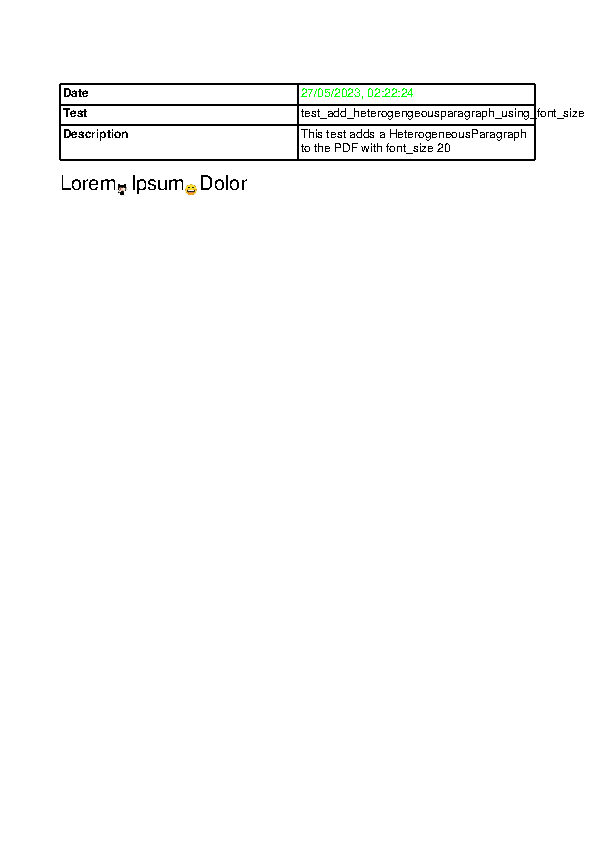 Date 27/05/2023, 02:22:24
Test test_add_heterogengeousparagraph_using_font_size
Description This test adds a HeterogeneousParagraph
to the PDF with font_size 20
Lorem Ipsum 😄 Dolor